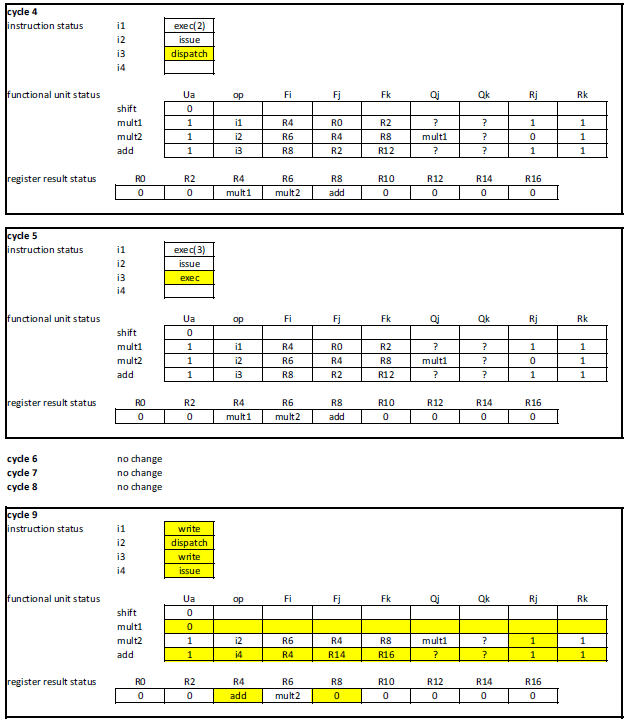 cycle 4
instruction status i1 exec(2)
i2 issue
i3 dispatch
i4
functional unit status Ua op Fi Fj Fk Qj Qk Rj Rk
shift 0
mult1 1 i1 R4 R0 R2 ? ? 1 1
mult2 1 i2 R6 R4 R8 mult1 ? 0 1
add 1 i3 R8 R2 R12 ? ? 1 1
register result status R0 R2 R4 R6 R8 R10 R12 R14 R16
0 0 mult1 mult2 add 0 0 0 0
cycle 5
instruction status i1 exec(3)
i2 issue
i3 exec
i4
functional unit status Ua op Fi Fj Fk Qj Qk Rj Rk
shift 0
mult1 1 i1 R4 R0 R2 ? ? 1 1
mult2 1 i2 R6 R4 R8 mult1 ? 0 1
add 1 i3 R8 R2 R12 ? ? 1 1
register result status R0 R2 R4 R6 R8 R10 R12 R14 R16
0 0 mult1 mult2 add 0 0 0 0
cycle 6 no change
cycle 7 no change
cycle 8 no change
cycle 9
instruction status i1 write
i2 dispatch
i3 write
i4 issue
functional unit status Ua op Fi Fj Fk Qj Qk Rj Rk
shift 0
mult1 0
mult2 1 i2 R6 R4 R8 mult1 ? 1 1
add 1 i4 R4 R14 R16 ? ? 1 1
register result status R0 R2 R4 R6 R8 R10 R12 R14 R16
0 0 add mult2 0 0 0 0 0